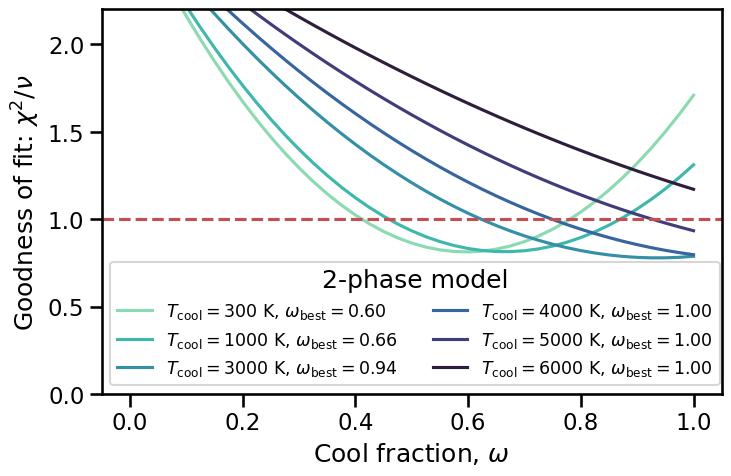 Goodness of fit: χ²/ν
2.0
1.5
1.0
0.5
0.0
2-phase model
T_cool = 300 K, ω_best = 0.60
T_cool = 1000 K, ω_best = 0.66
T_cool = 3000 K, ω_best = 0.94
T_cool = 4000 K, ω_best = 1.00
T_cool = 5000 K, ω_best = 1.00
T_cool = 6000 K, ω_best = 1.00
0.0 0.2 0.4 0.6 0.8 1.0
Cool fraction, ω